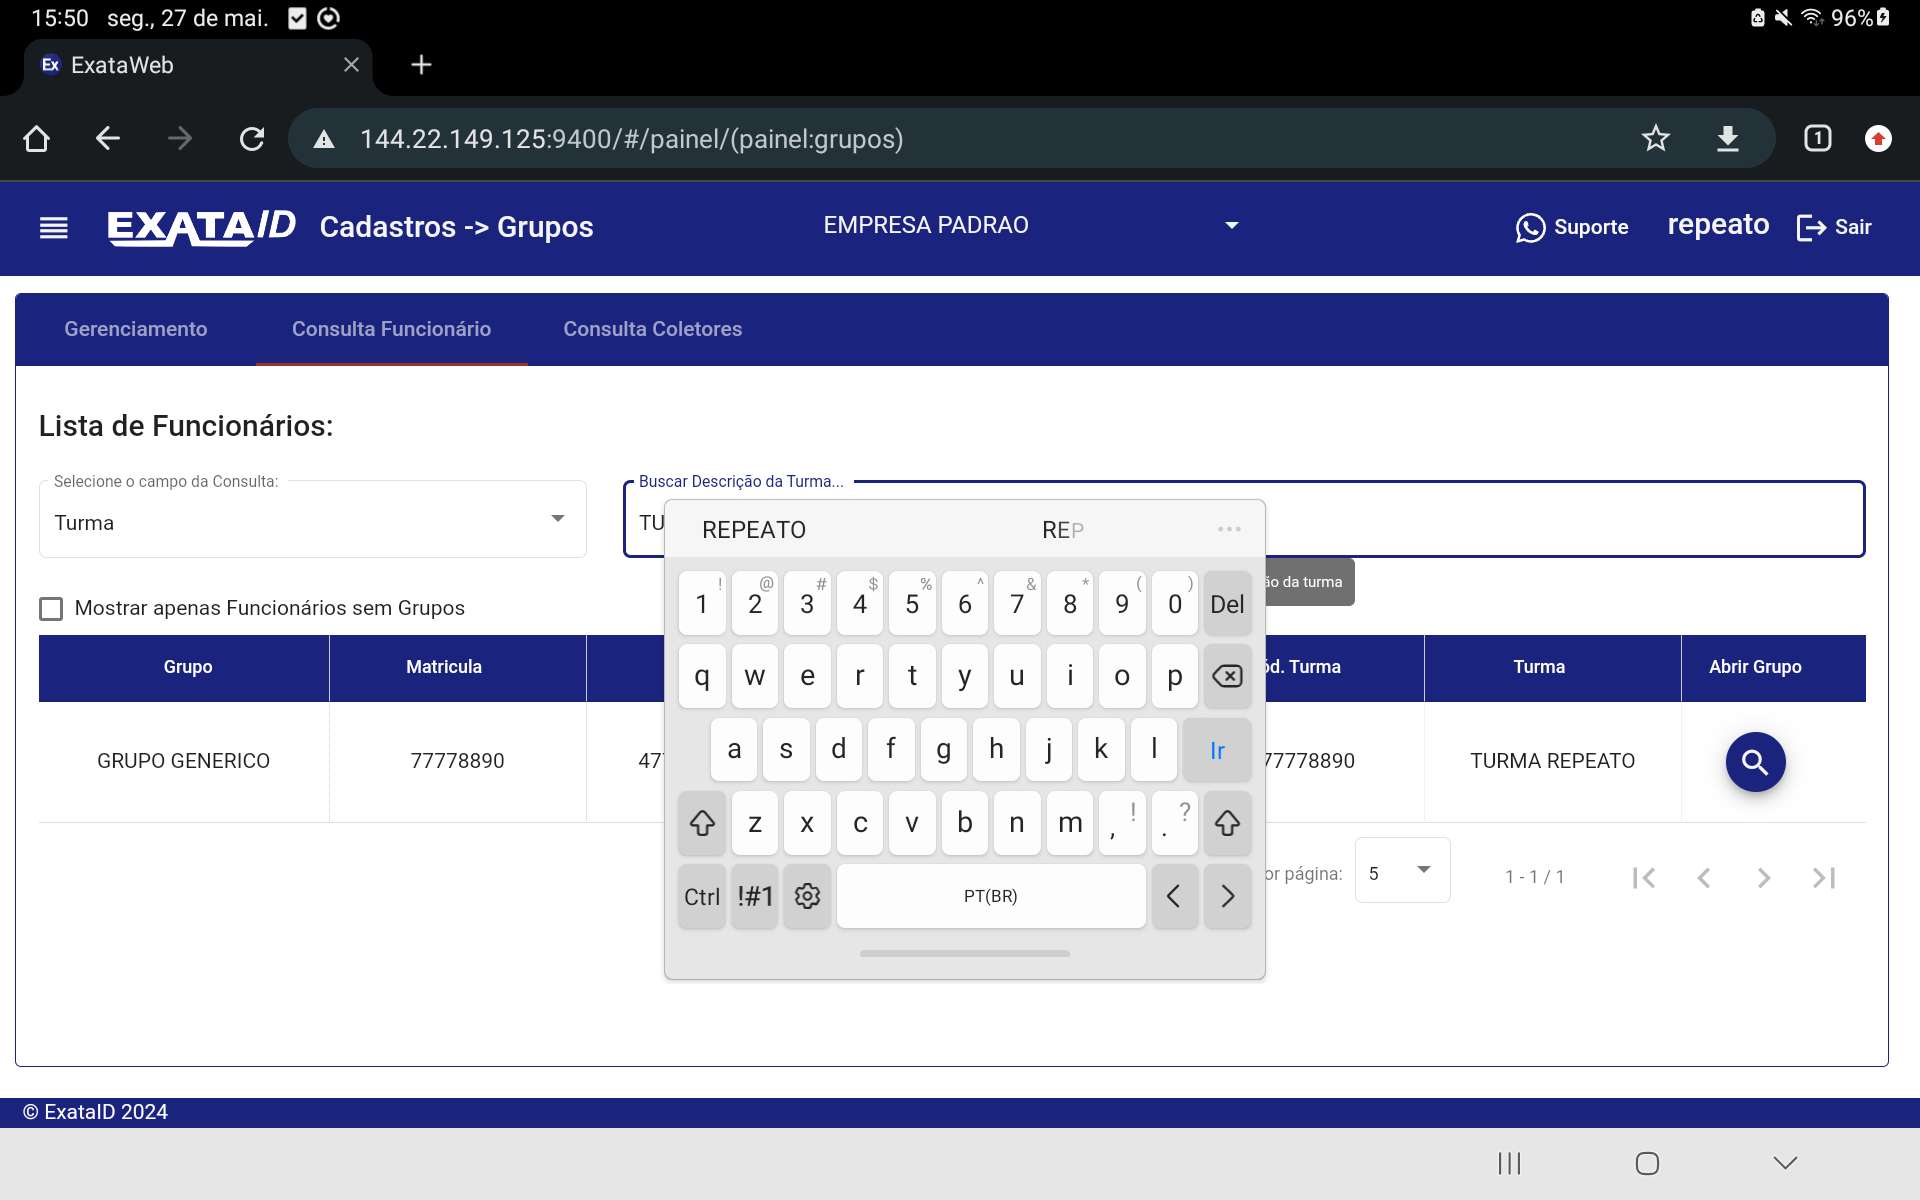 15:50 seg., 27 de mai. 96%
Ex ExataWeb
144.22.149.125:9400/#/painel/(painel:grupos) 1
EXATAID Cadastros -> Grupos EMPRESA PADRAO Suporte repeato Sair
Gerenciamento Consulta Funcionário Consulta Coletores
Lista de Funcionários:
Selecione o campo da Consulta: Buscar Descrição da Turma...
Turma TU
REPEATO REP ...
da turma
Mostrar apenas Funcionários sem Grupos
! @ # $ % ^ & * ( )
1 2 3 4 5 6 7 8 9 0 Del
Grupo Matricula Turma Turma Abrir Grupo
q w e r t y u i o p
GRUPO GENERICO 77778890 47 77778890 TURMA REPEATO
a s d f g h j k l Ir
z x c v b n m , ! . ?
página: 5 1 - 1 / 1
Ctrl !#1 PT(BR) < >
© ExataID 2024